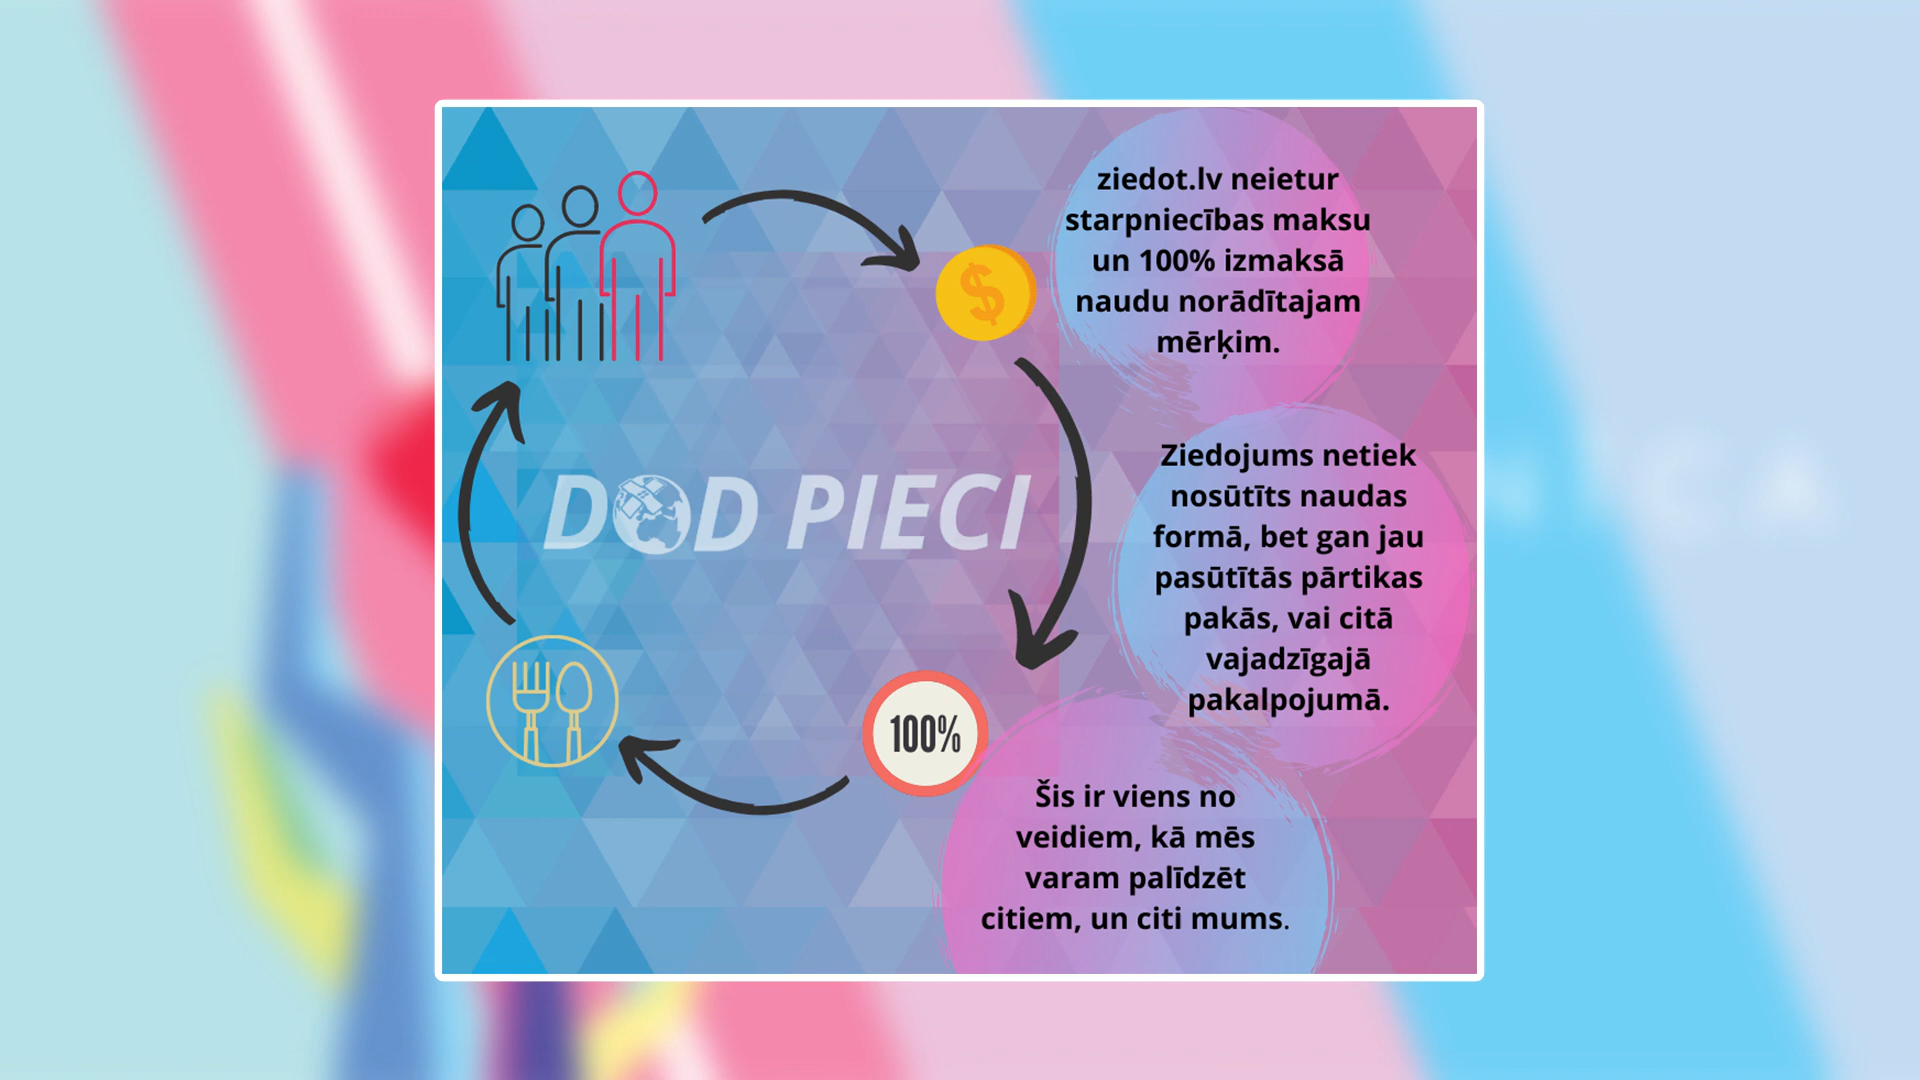 ziedot.lv neietur
starpniecības maksu
un 100% izmaksā
naudu norādītajam
mērķim.
Ziedojums netiek
nosūtīts naudas
formā, bet gan jau
pasūtītās pārtikas
pakās, vai citā
vajadzīgajā
pakalpojumā.
DOD PIECI
100%
Šis ir viens no
veidiem, kā mēs
varam palīdzēt
citiem, un citi mums.